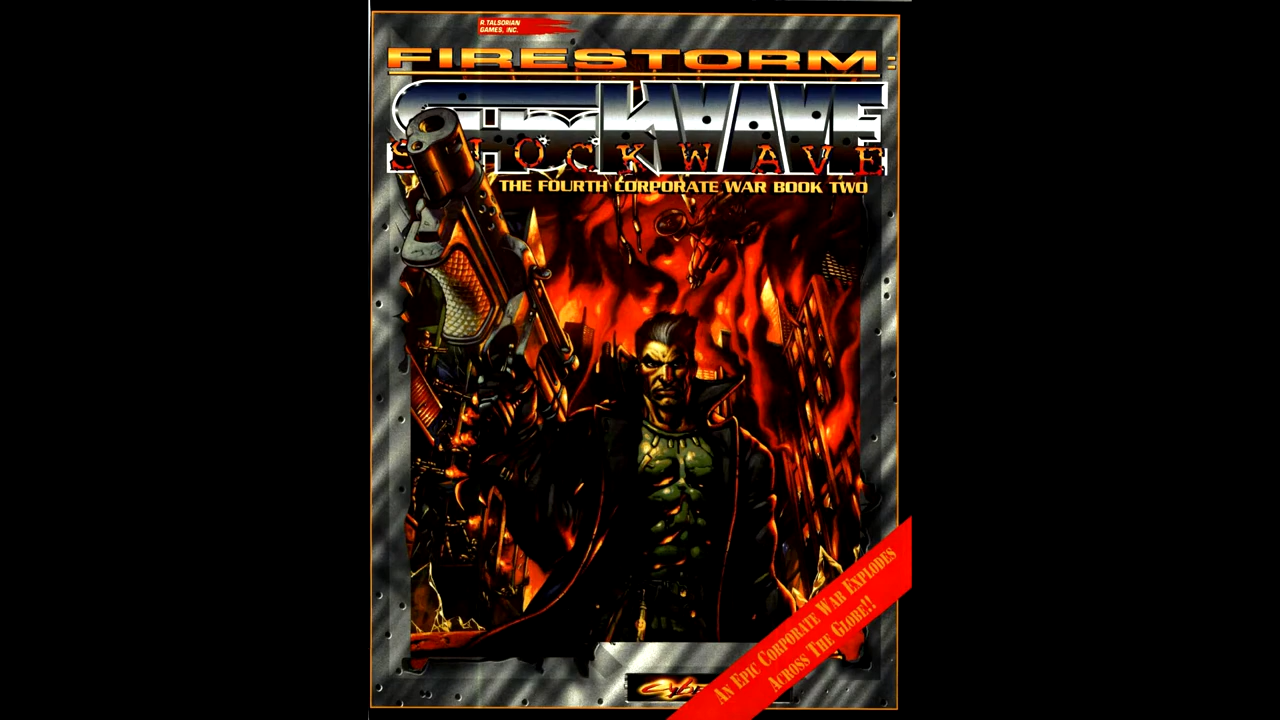 R.TALSORIAN
GAMES, INC.
FIRESTORM:
SHOCKWAVE
SHOCKWAVE
THE FOURTH CORPORATE WAR BOOK TWO
AN EPIC CORPORATE WAR EXPLODES
ACROSS THE GLOBE!!